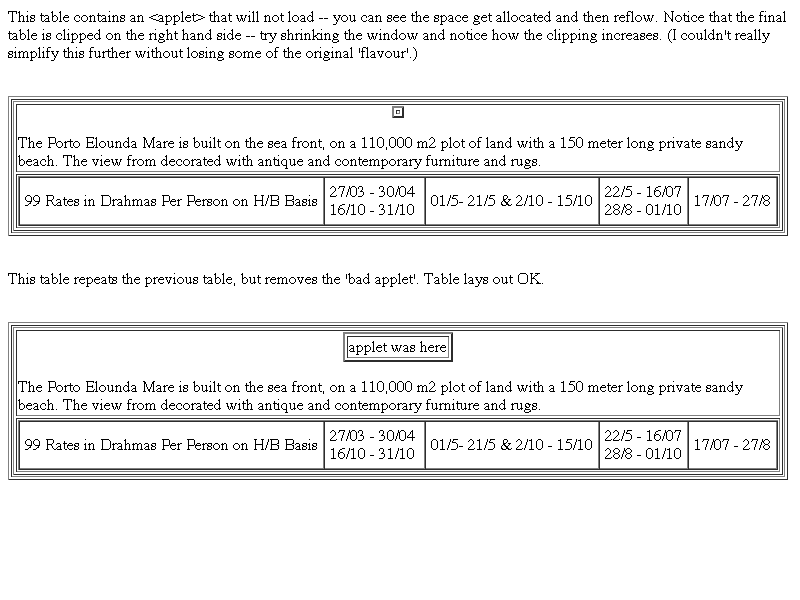 This table contains an <applet> that will not load -- you can see the space get allocated and then reflow. Notice that the final
table is clipped on the right hand side -- try shrinking the window and notice how the clipping increases. (I couldn't really
simplify this further without losing some of the original 'flavour'.)
The Porto Elounda Mare is built on the sea front, on a 110,000 m2 plot of land with a 150 meter long private sandy
beach. The view from decorated with antique and contemporary furniture and rugs.
99 Rates in Drahmas Per Person on H/B Basis
27/03 - 30/04
16/10 - 31/10
01/5- 21/5 & 2/10 - 15/10
22/5 - 16/07
28/8 - 01/10
17/07 - 27/8
This table repeats the previous table, but removes the 'bad applet'. Table lays out OK.
applet was here
The Porto Elounda Mare is built on the sea front, on a 110,000 m2 plot of land with a 150 meter long private sandy
beach. The view from decorated with antique and contemporary furniture and rugs.
99 Rates in Drahmas Per Person on H/B Basis
27/03 - 30/04
16/10 - 31/10
01/5- 21/5 & 2/10 - 15/10
22/5 - 16/07
28/8 - 01/10
17/07 - 27/8